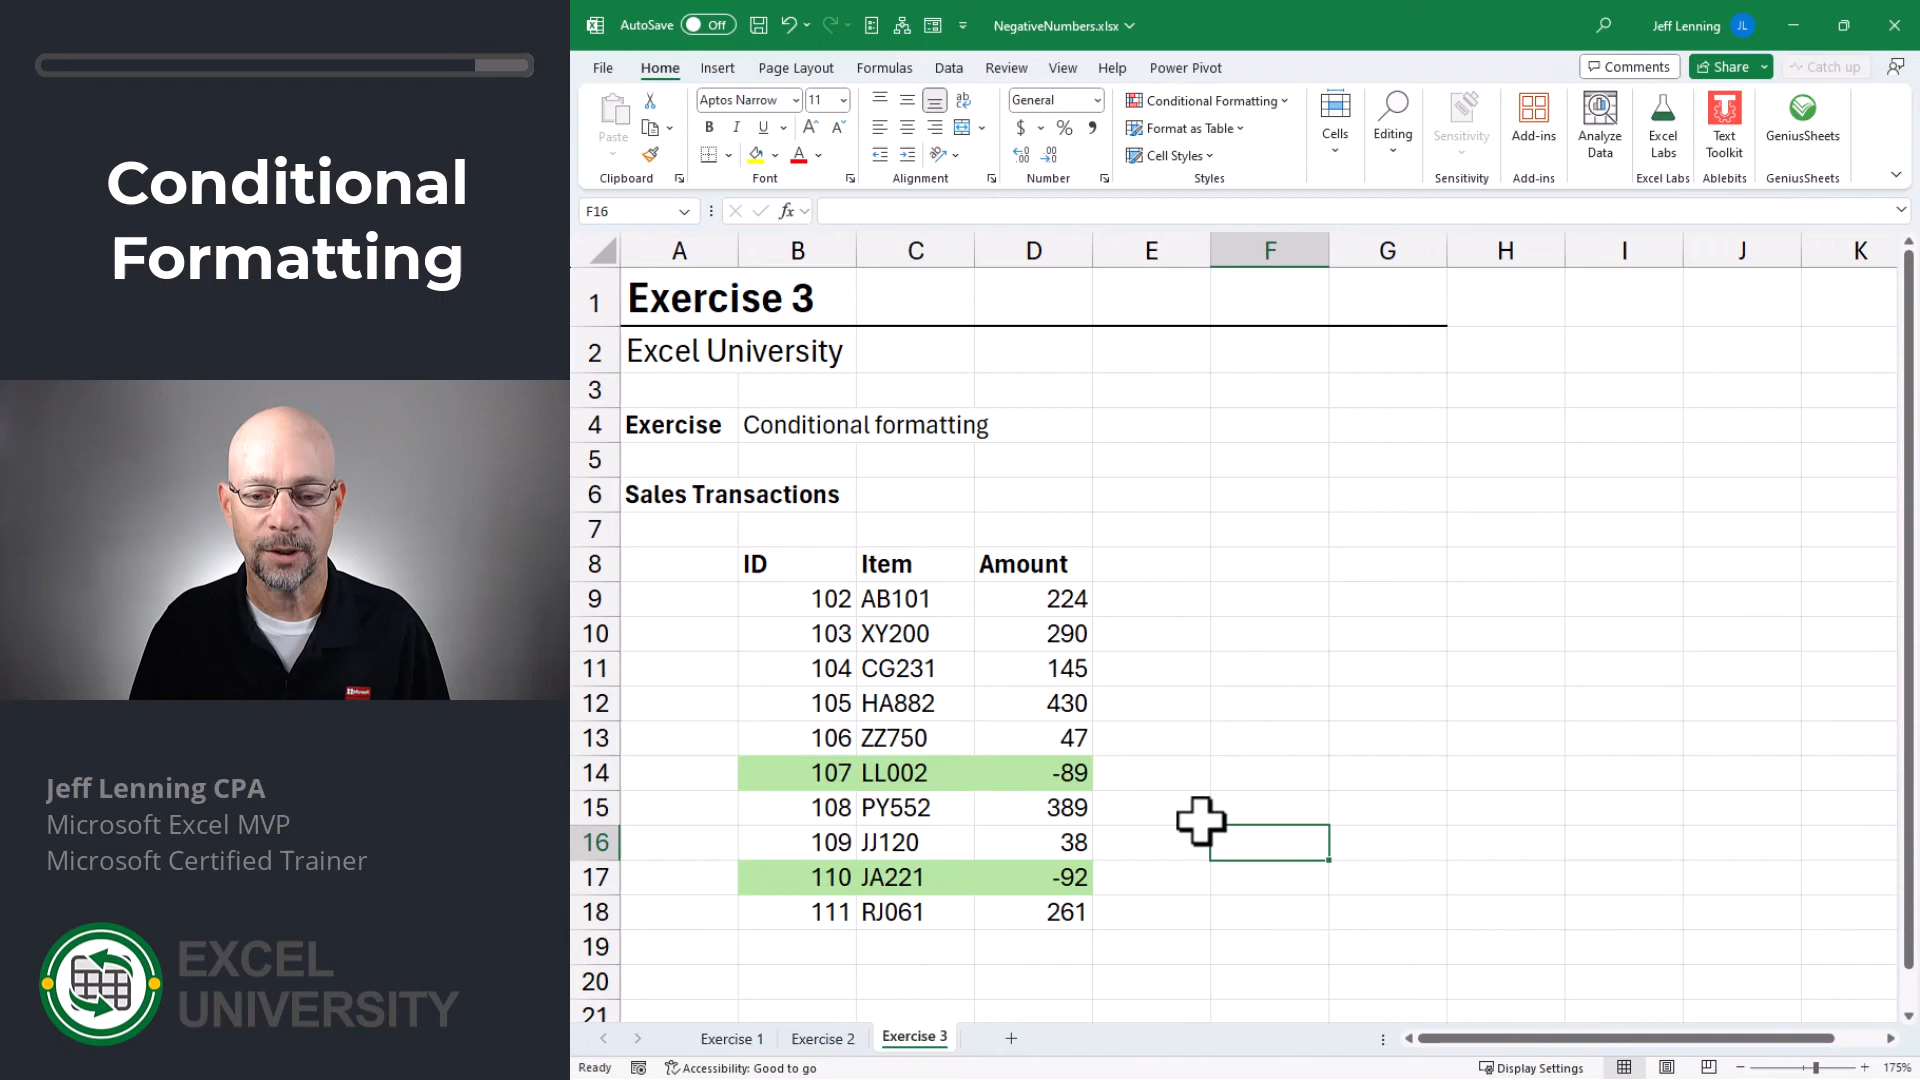 Conditional
Formatting
Jeff Lenning CPA
Microsoft Excel MVP
Microsoft Certified Trainer
EXCEL
UNIVERSITY
AutoSave Off
NegativeNumbers.xlsx
Jeff Lenning JL
File Home Insert Page Layout Formulas Data Review View Help Power Pivot
Comments Share Catch up
Paste
Clipboard
Aptos Narrow 11
B I U
Font
Alignment
General
$ % 9
Number
Conditional Formatting
Format as Table
Cell Styles
Styles
Cells
Editing
Sensitivity
Sensitivity
Add-ins
Add-ins
Analyze
Data
Excel
Labs
Excel Labs
Text
Toolkit
Ablebits
GeniusSheets
GeniusSheets
F16 fx
A B C D E F G H I J K
1 Exercise 3
2 Excel University
3
4 Exercise Conditional formatting
5
6 Sales Transactions
7
8 ID Item Amount
9 102 AB101 224
10 103 XY200 290
11 104 CG231 145
12 105 HA882 430
13 106 ZZ750 47
14 107 LL002 -89
15 108 PY552 389
16 109 JJ120 38
17 110 JA221 -92
18 111 RJ061 261
19
20
21
Exercise 1 Exercise 2 Exercise 3 +
Ready Accessibility: Good to go Display Settings 175%